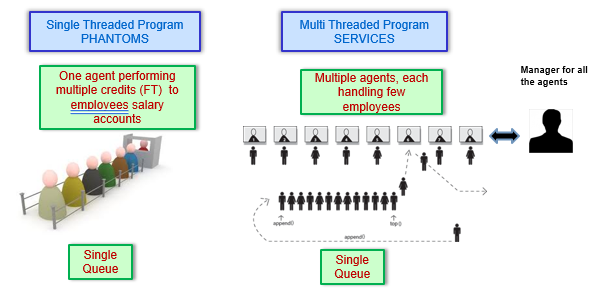 Single Threaded Program
PHANTOMS
Multi Threaded Program
SERVICES
One agent performing
multiple credits (FT) to
employees salary
accounts
Multiple agents, each
handling few
employees
Manager for all
the agents
append()
top()
append()
Single
Queue
Single
Queue